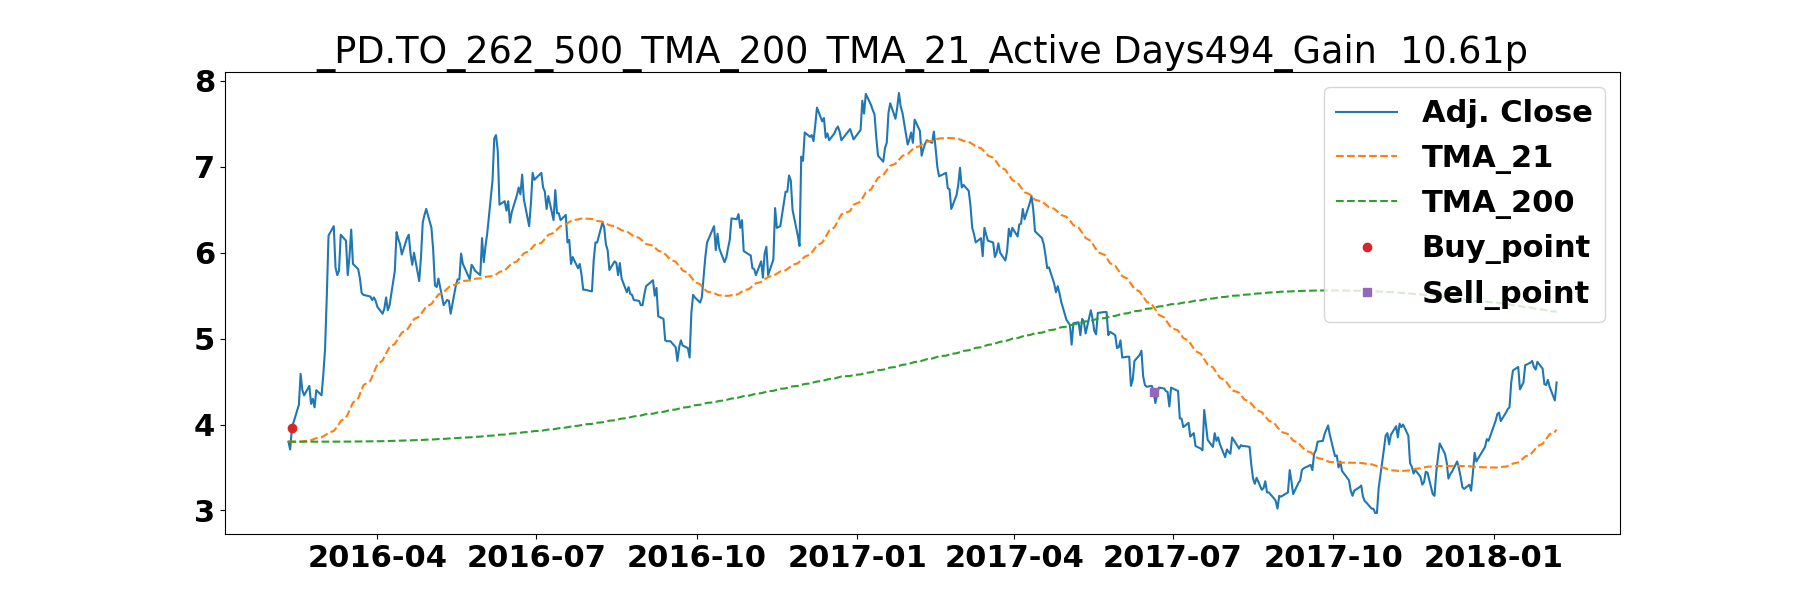 _PD.TO_262_500_TMA_200_TMA_21_Active Days494_Gain  10.61p
8
7
6
5
4
3
Adj. Close
TMA_21
TMA_200
Buy_point
Sell_point
2016-04 2016-07 2016-10 2017-01 2017-04 2017-07 2017-10 2018-01